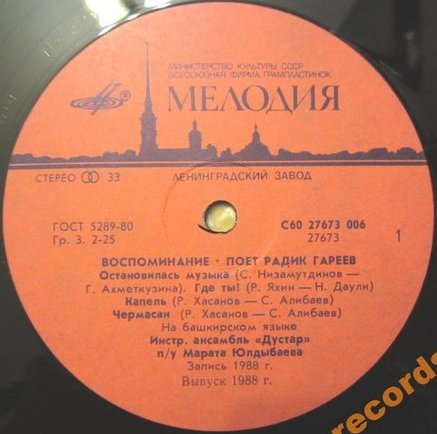 МИНИСТЕРСТВО КУЛЬТУРЫ СССР
ВСЕСОЮЗНАЯ ФИРМА ГРАМПЛАСТИНОК
МЕЛОДИЯ
СТЕРЕО 33
ЛЕНИНГРАДСКИЙ ЗАВОД
ГОСТ 5289-80
Гр. 3. 2-25
С60 27673 006
27673
1
ВОСПОМИНАНИЕ · ПОЕТ РАДИК ГАРЕЕВ
Остановилась музыка (С. Низамутдинов —
Г. Ахметкузина). Где ты! (Р. Яхин — Н. Даули)
Капель (Р. Хасанов — С. Алибаев)
Чермасан (Р. Хасанов — С. Алибаев)
На башкирском языке
Инстр. ансамбль «Дустар»
п/у Марата Юлдыбаева
Запись 1988 г.
Выпуск 1988 г.
records